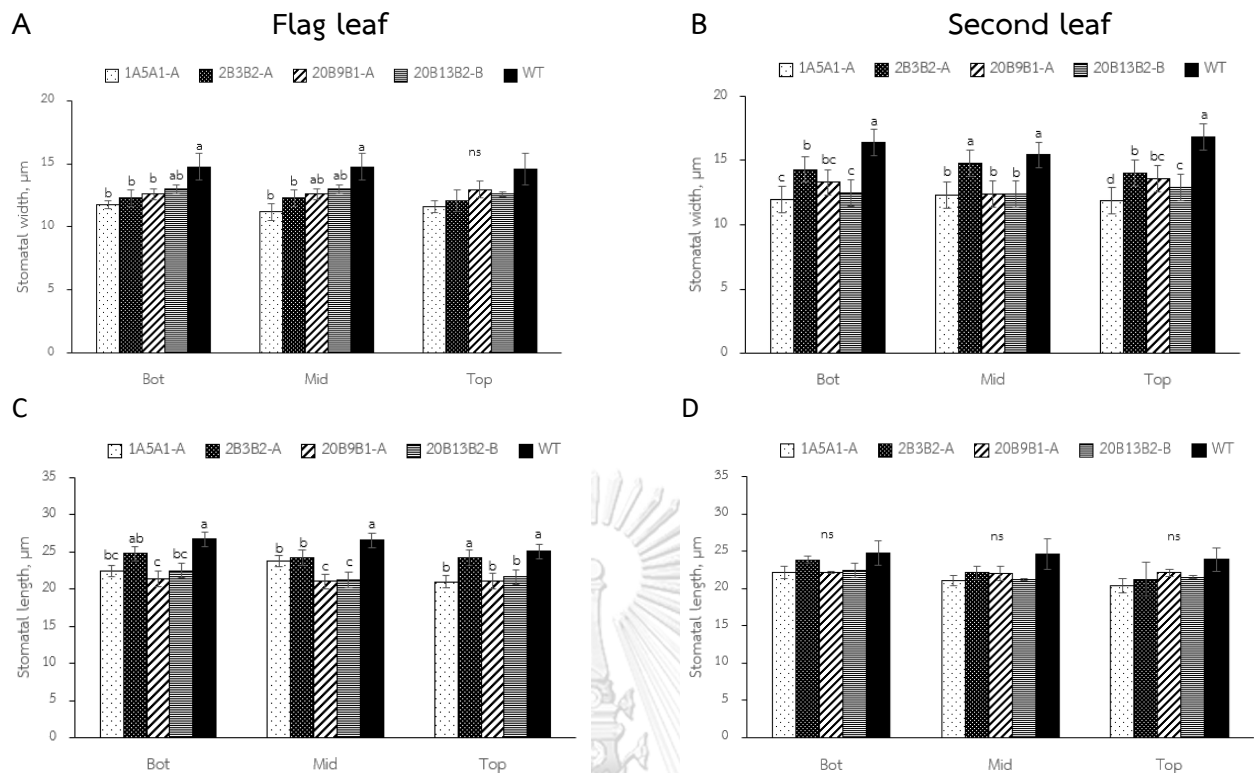 A Flag leaf
1A5A1-A 2B3B2-A 20B9B1-A 20B13B2-B WT
Stomatal width, µm
20
15
10
5
0
b b b ab a
b b ab ab a
ns
Bot Mid Top
B Second leaf
1A5A1-A 2B3B2-A 20B9B1-A 20B13B2-B WT
Stomatal width, µm
20
15
10
5
0
c b bc c a
b a b b a
d b bc c a
Bot Mid Top
C
1A5A1-A 2B3B2-A 20B9B1-A 20B13B2-B WT
Stomatal length, µm
35
30
25
20
15
10
5
0
bc ab c bc a
b b c c a
b a b b a
Bot Mid Top
D
1A5A1-A 2B3B2-A 20B9B1-A 20B13B2-B WT
Stomatal length, µm
35
30
25
20
15
10
5
0
ns ns ns
Bot Mid Top